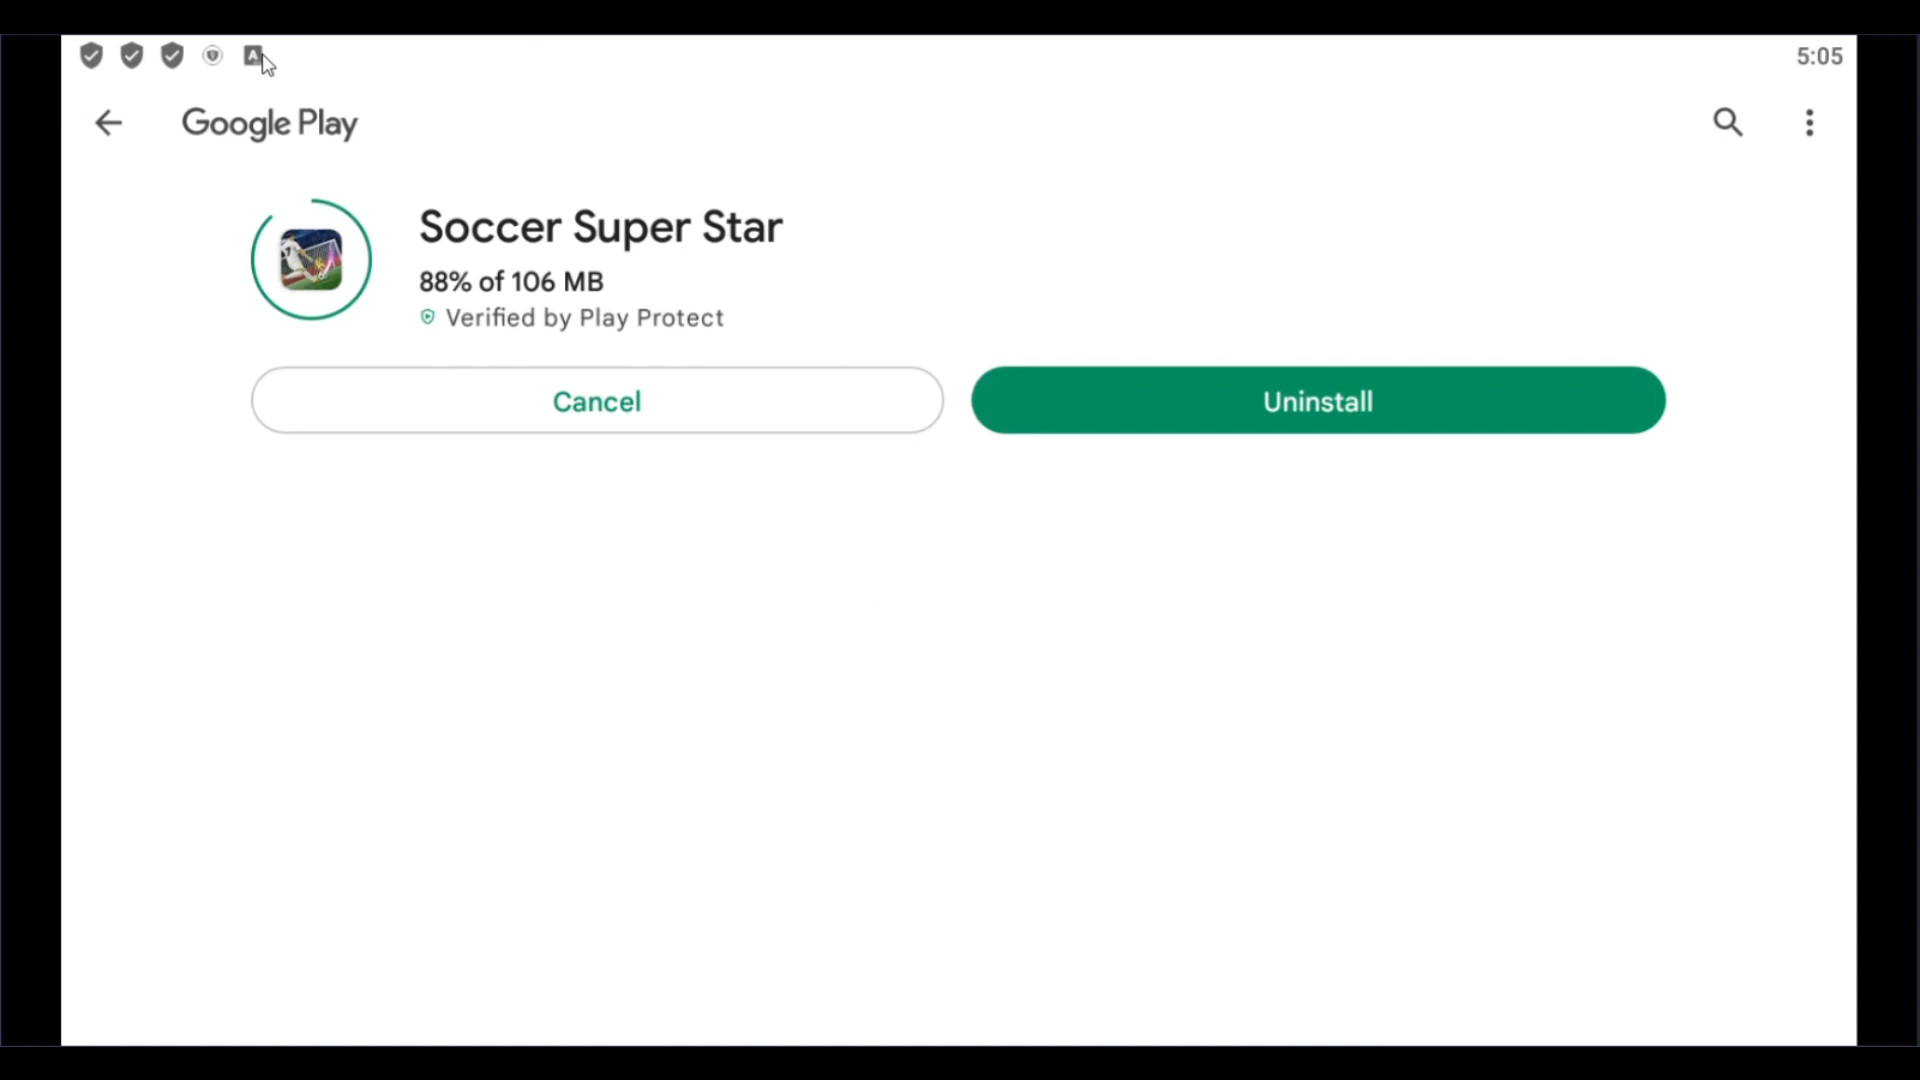 5:05
Google Play
Soccer Super Star
88% of 106 MB
Verified by Play Protect
Cancel
Uninstall